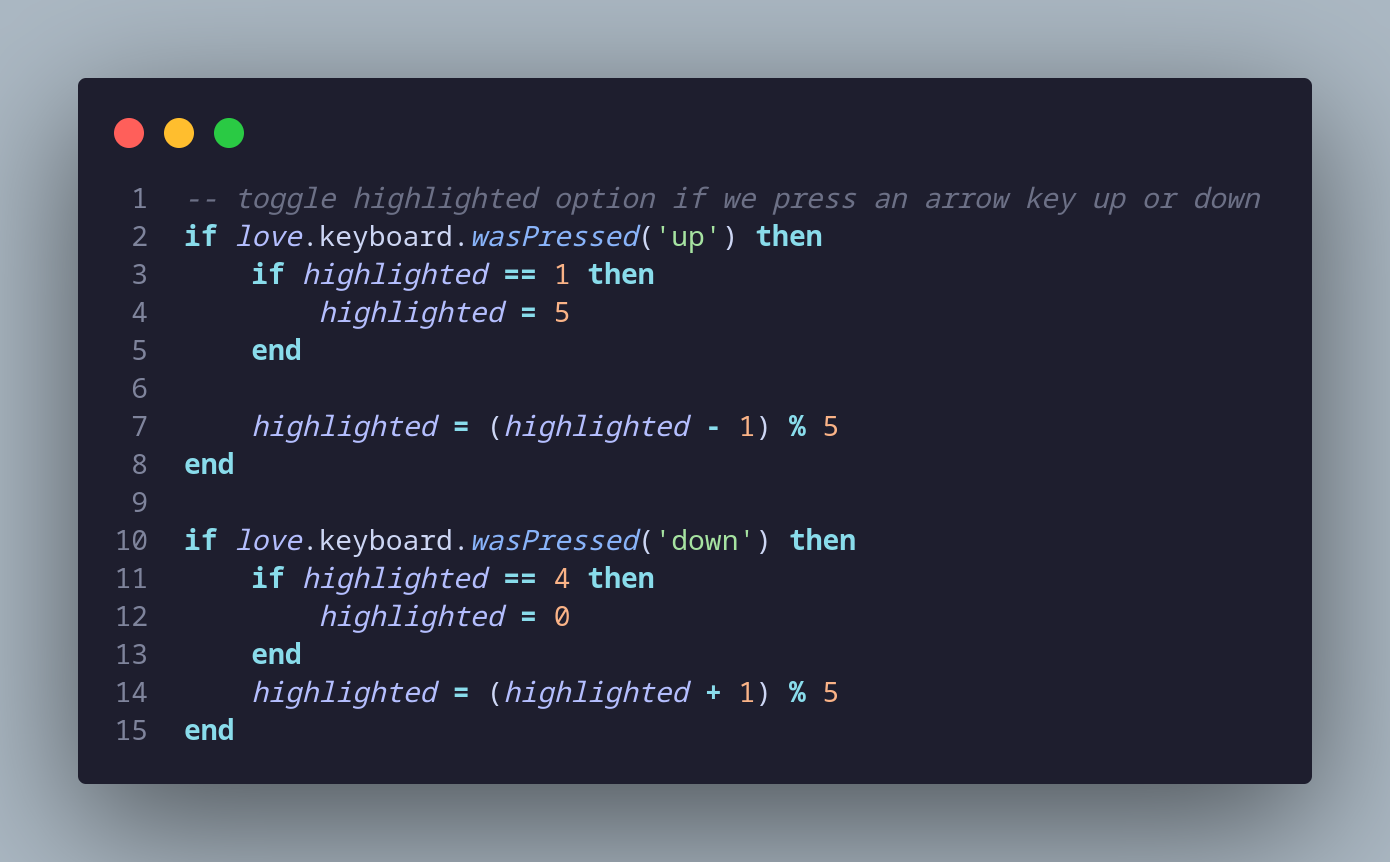 1 -- toggle highlighted option if we press an arrow key up or down
2 if love.keyboard.wasPressed('up') then
3     if highlighted == 1 then
4         highlighted = 5
5     end
6
7     highlighted = (highlighted - 1) % 5
8 end
9
10 if love.keyboard.wasPressed('down') then
11     if highlighted == 4 then
12         highlighted = 0
13     end
14     highlighted = (highlighted + 1) % 5
15 end